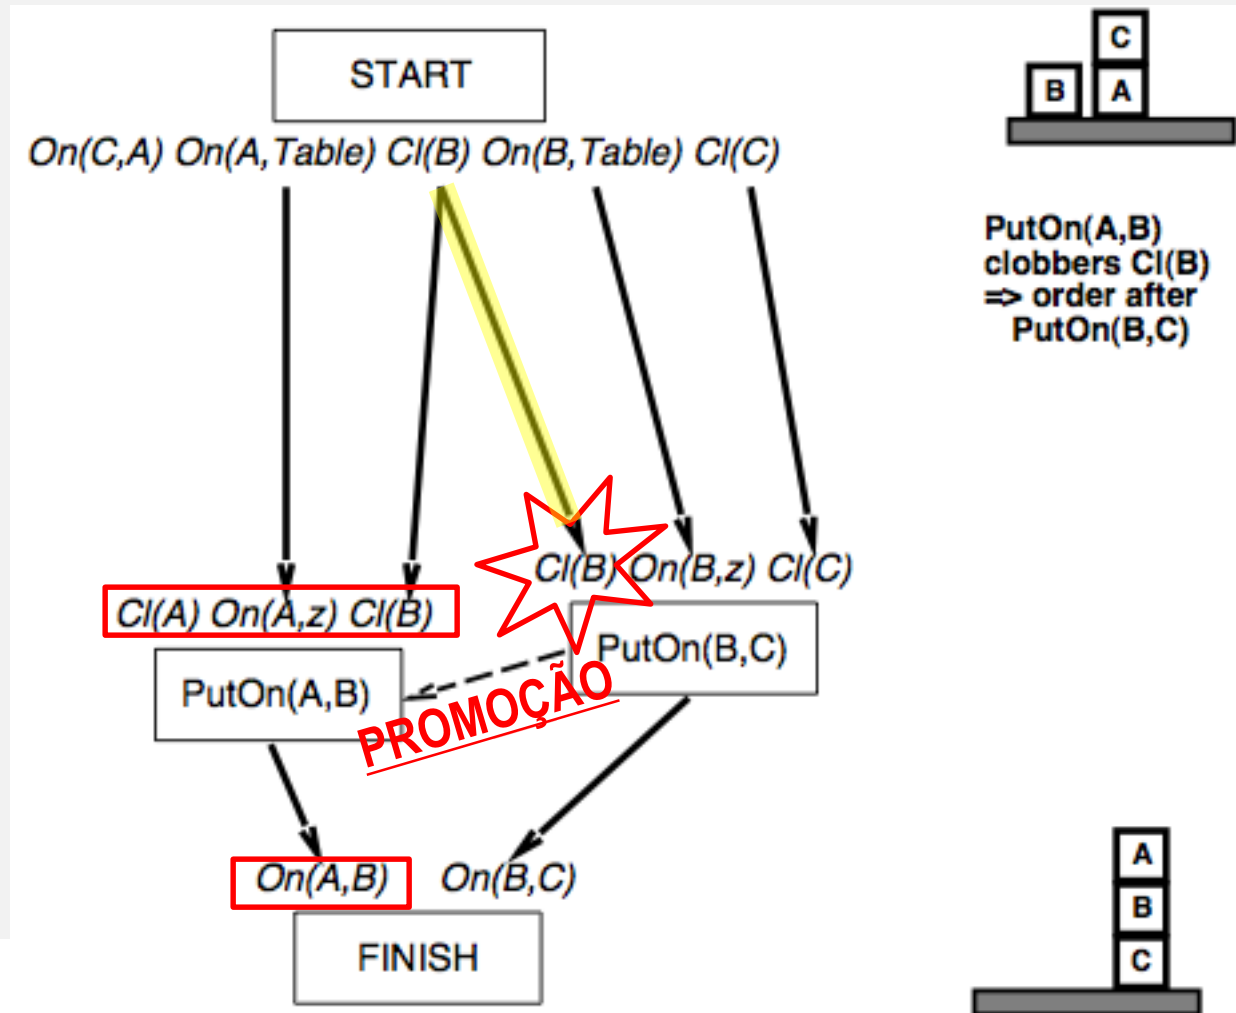 START
On(C,A) On(A,Table) Cl(B) On(B,Table) Cl(C)
C
B A
PutOn(A,B)
clobbers Cl(B)
=> order after
PutOn(B,C)
Cl(B) On(B,z) Cl(C)
Cl(A) On(A,z) Cl(B)
PutOn(B,C)
PutOn(A,B)
PROMOÇÃO
On(A,B) On(B,C)
FINISH
A
B
C